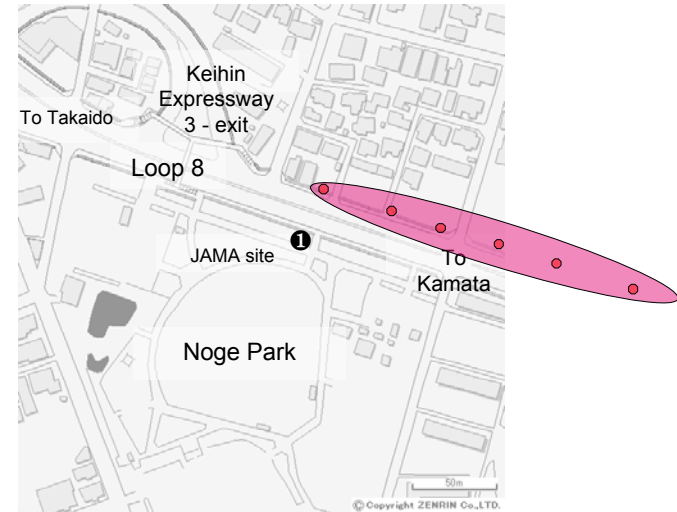 Keihin
Expressway
3 - exit
To Takaido
Loop 8
❶
JAMA site
To
Kamata
Noge Park
50m
© Copyright ZENRIN Co.,LTD.